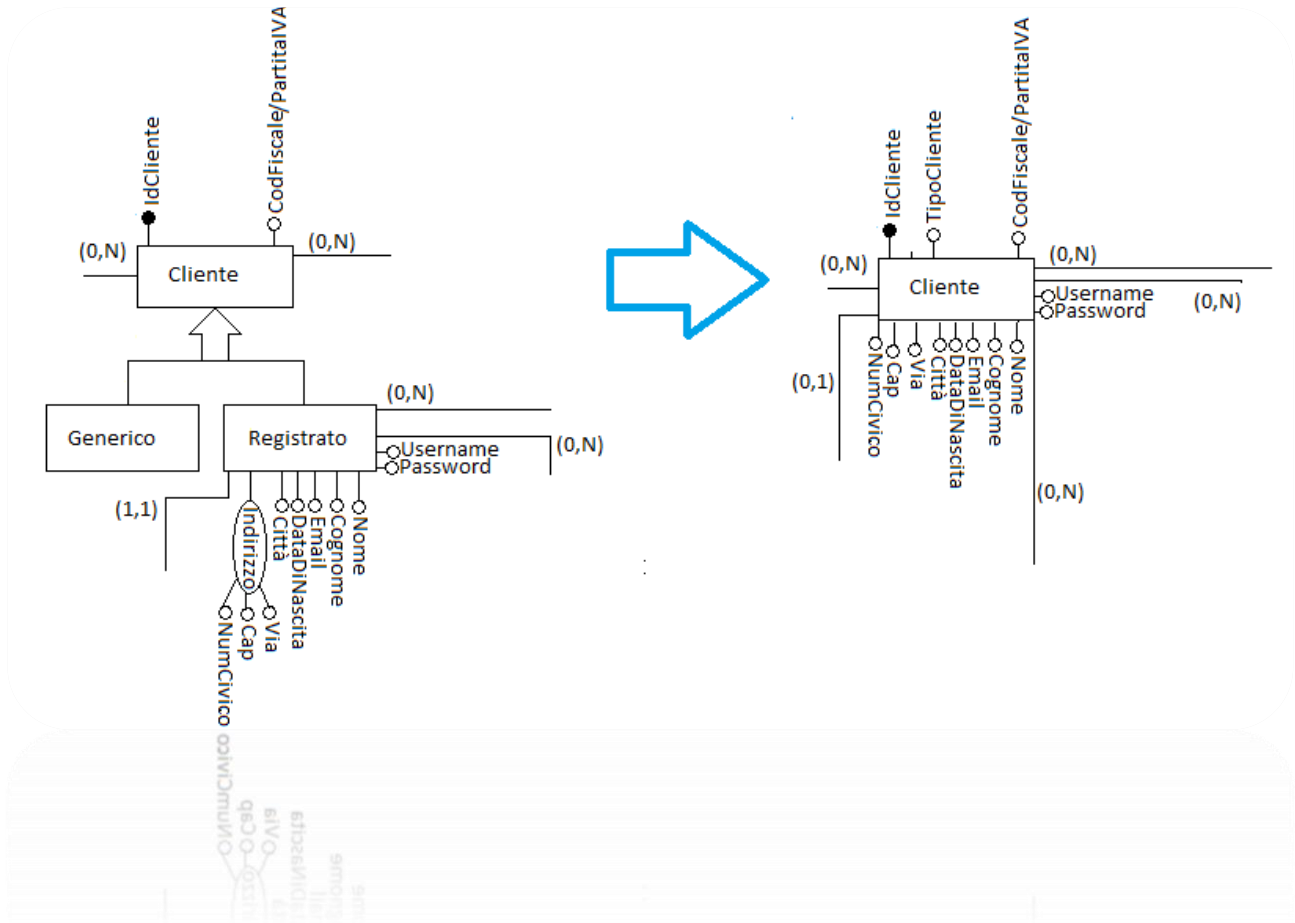 IdCliente
CodFiscale/PartitaIVA
(0,N)
(0,N)
Cliente
Generico
Registrato
(0,N)
(0,N)
Username
Password
(1,1)
Indirizzo
Città
DataDiNascita
Email
Cognome
Nome
NumCivico
Cap
Via
IdCliente
TipoCliente
CodFiscale/PartitaIVA
(0,N)
(0,N)
Cliente
(0,N)
Username
Password
(0,1)
NumCivico
Cap
Via
Città
DataDiNascita
Email
Cognome
Nome
(0,N)